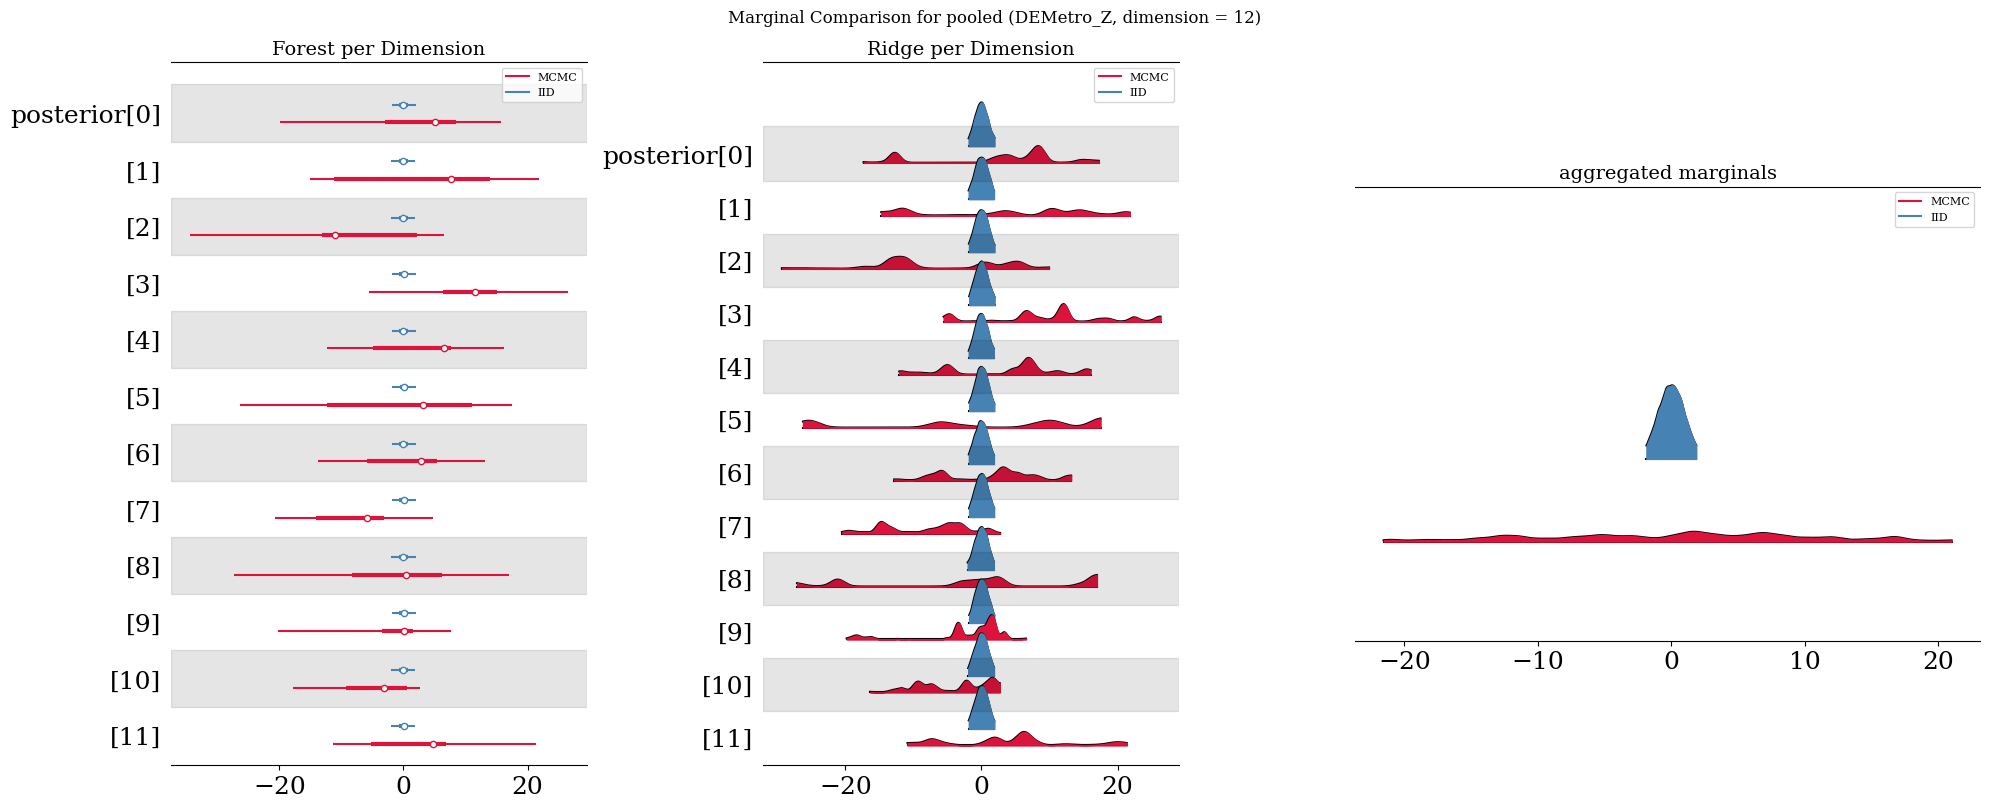 Marginal Comparison for pooled (DEMetro_Z, dimension = 12)
Forest per Dimension
MCMC
IID
posterior[0]
[1]
[2]
[3]
[4]
[5]
[6]
[7]
[8]
[9]
[10]
[11]
−20 0 20
Ridge per Dimension
MCMC
IID
posterior[0]
[1]
[2]
[3]
[4]
[5]
[6]
[7]
[8]
[9]
[10]
[11]
−20 0 20
aggregated marginals
MCMC
IID
−20 −10 0 10 20